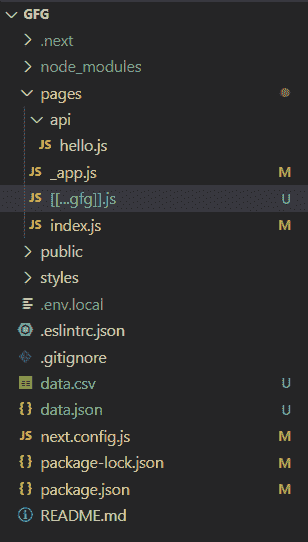 GFG
.next
node_modules
pages
api
JS hello.js
JS _app.js M
JS [[...gfg]].js U
JS index.js M
public
styles
.env.local
.eslintrc.json
.gitignore
data.csv U
{} data.json U
JS next.config.js M
{} package-lock.json M
{} package.json M
README.md